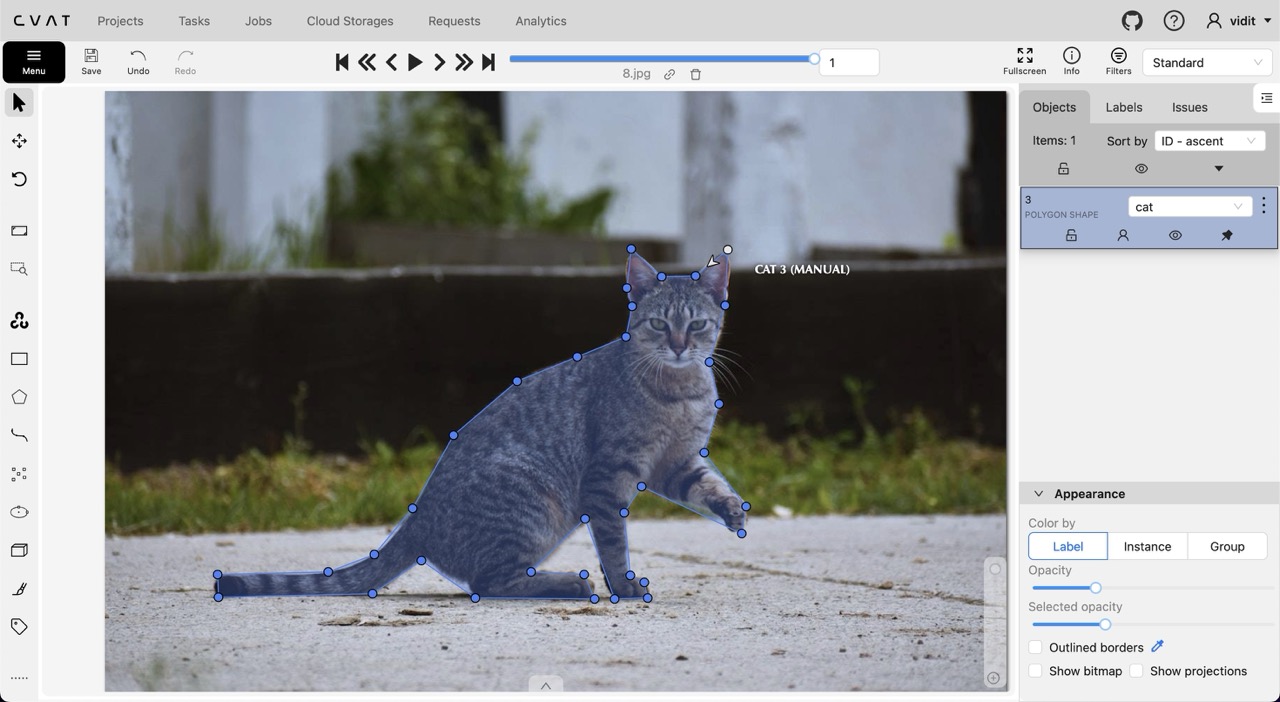 CVAT Projects Tasks Jobs Cloud Storages Requests Analytics vidit
Menu Save Undo Redo 8.jpg 1 Fullscreen Info Filters Standard
Objects Labels Issues
Items: 1 Sort by ID - ascent
3
POLYGON SHAPE cat
CAT 3 (MANUAL)
Appearance
Color by
Label Instance Group
Opacity
Selected opacity
Outlined borders
Show bitmap Show projections